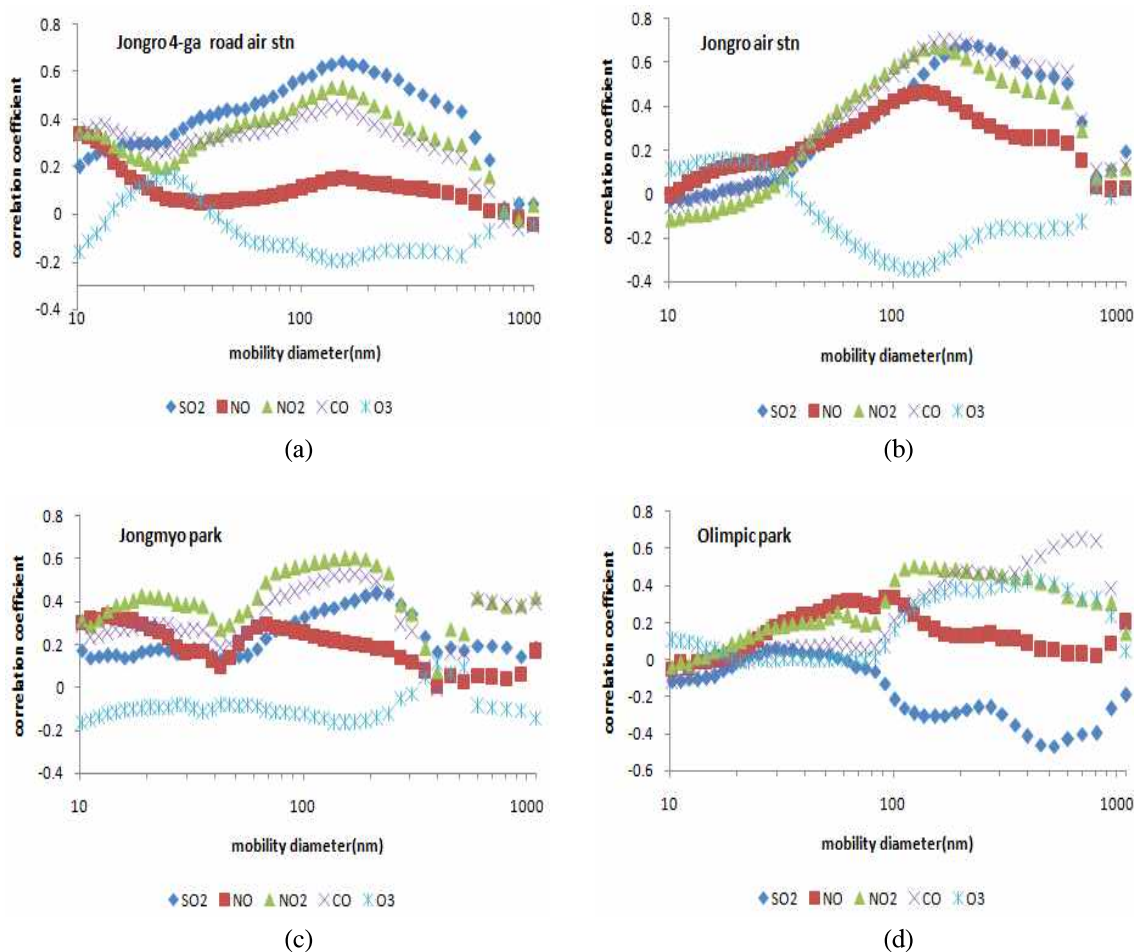 Jongro 4-ga road air stn
correlation coefficient
0.8
0.6
0.4
0.2
0
-0.2
-0.4
10
100
1000
mobility diameter(nm)
SO2 NO NO2 CO O3
(a)
Jongro air stn
correlation coefficient
0.8
0.6
0.4
0.2
0
-0.2
-0.4
10
100
1000
mobility diameter(nm)
SO2 NO NO2 CO O3
(b)
Jongmyo park
correlation coefficient
0.8
0.6
0.4
0.2
0
-0.2
-0.4
10
100
1000
mobility diameter(nm)
SO2 NO NO2 CO O3
(c)
Olimpic park
correlation coefficient
0.8
0.6
0.4
0.2
0
-0.2
-0.4
-0.6
10
100
1000
mobility diameter(nm)
SO2 NO NO2 CO O3
(d)